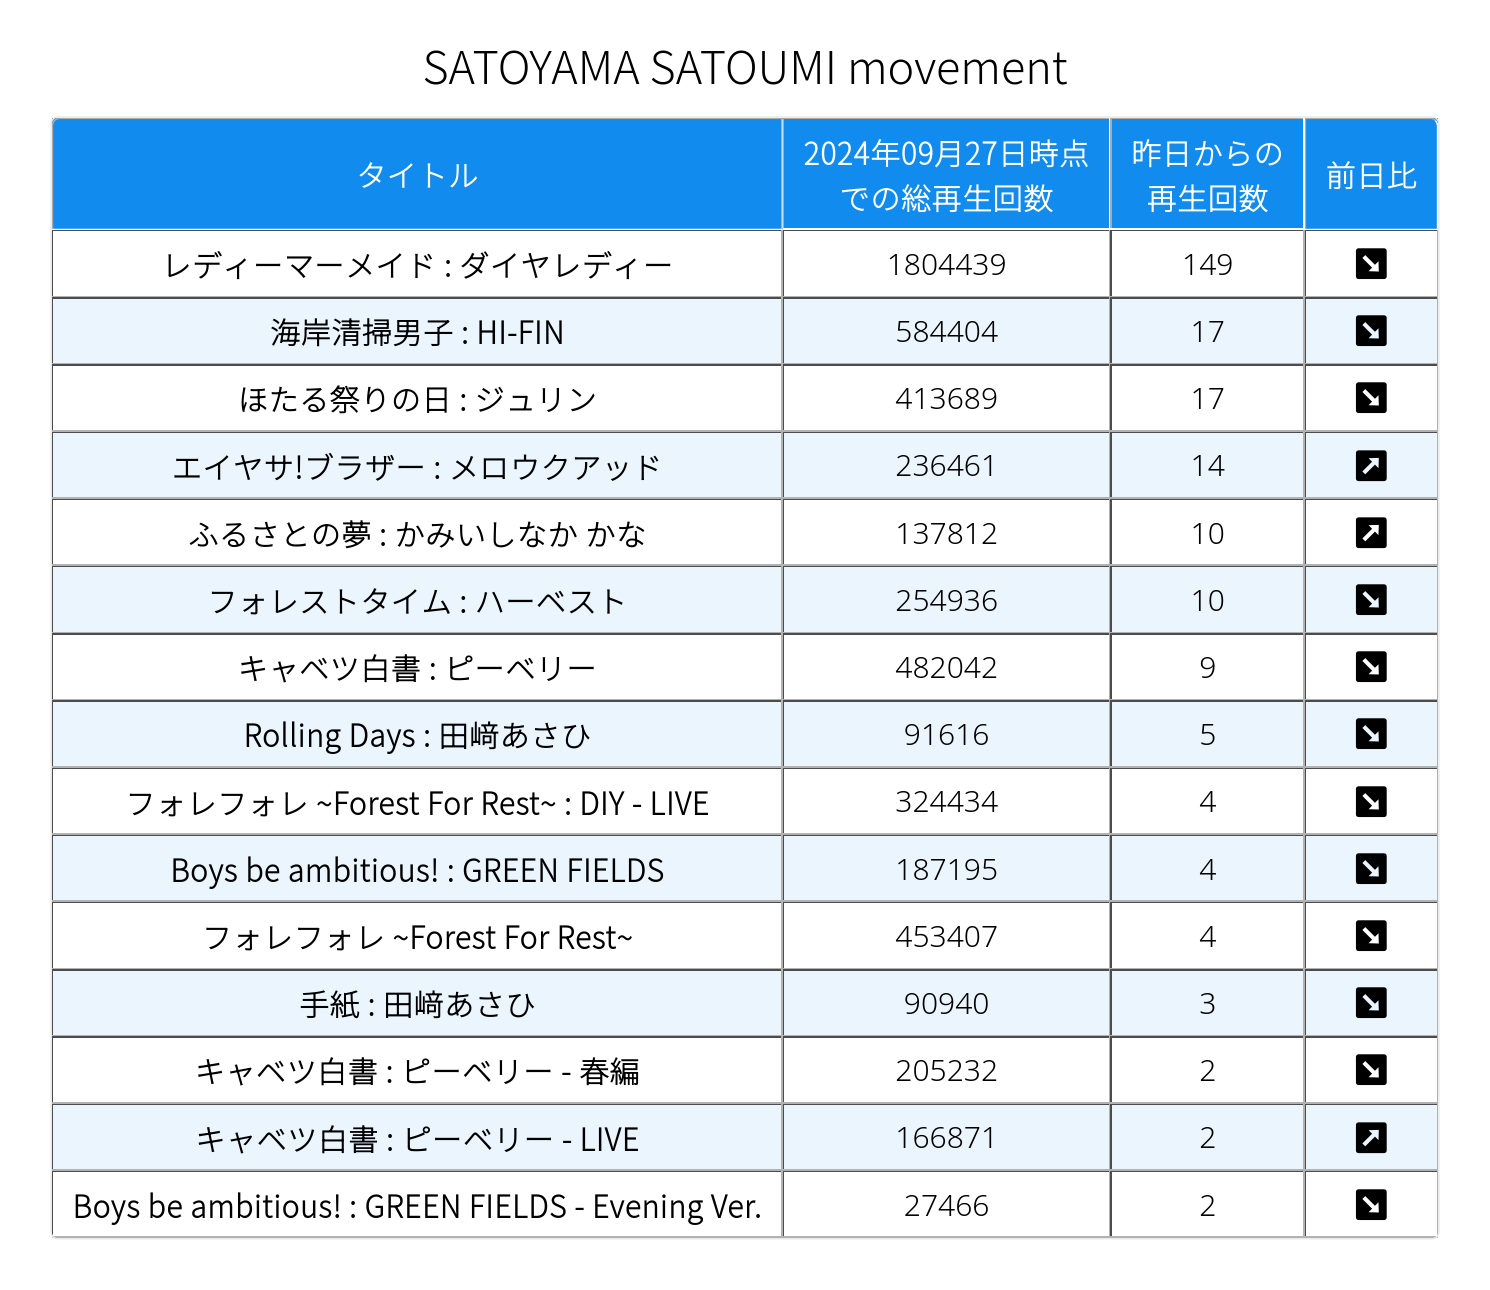 SATOYAMA SATOUMI movement
タイトル 2024年09月27日時点での総再生回数 昨日からの再生回数 前日比
レディーマーメイド : ダイヤレディー 1804439 149 ↘
海岸清掃男子 : HI-FIN 584404 17 ↘
ほたる祭りの日 : ジュリン 413689 17 ↘
エイヤサ!ブラザー : メロウクアッド 236461 14 ↗
ふるさとの夢 : かみいしなか かな 137812 10 ↗
フォレストタイム : ハーベスト 254936 10 ↘
キャベツ白書 : ピーベリー 482042 9 ↘
Rolling Days : 田﨑あさひ 91616 5 ↘
フォレフォレ ~Forest For Rest~ : DIY - LIVE 324434 4 ↘
Boys be ambitious! : GREEN FIELDS 187195 4 ↘
フォレフォレ ~Forest For Rest~ 453407 4 ↘
手紙 : 田﨑あさひ 90940 3 ↘
キャベツ白書 : ピーベリー - 春編 205232 2 ↘
キャベツ白書 : ピーベリー - LIVE 166871 2 ↗
Boys be ambitious! : GREEN FIELDS - Evening Ver. 27466 2 ↘